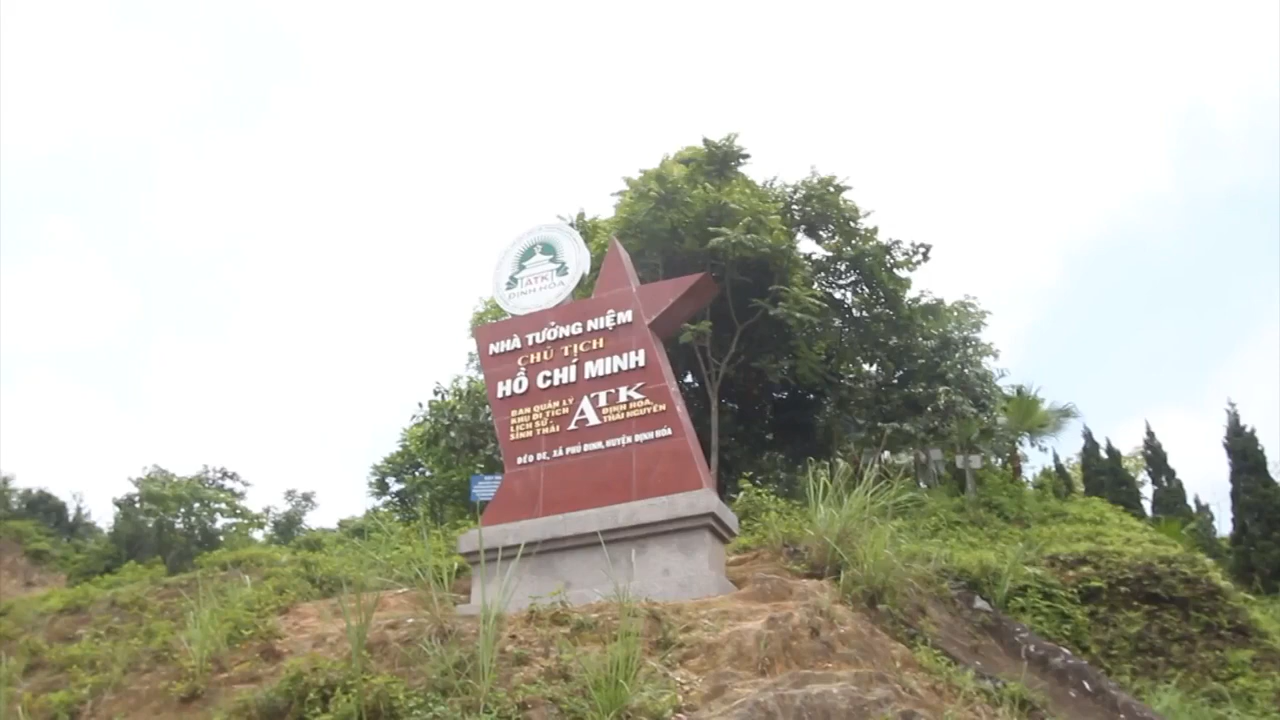 ATK
ĐỊNH HÓA
NHÀ TƯỞNG NIỆM
CHỦ TỊCH
HỒ CHÍ MINH
BAN QUẢN LÝ
KHU DI TÍCH
LỊCH SỬ -
SINH THÁI
ATK
ĐỊNH HÓA,
THÁI NGUYÊN
ĐÈO DE, XÃ PHÚ ĐÌNH, HUYỆN ĐỊNH HÓA